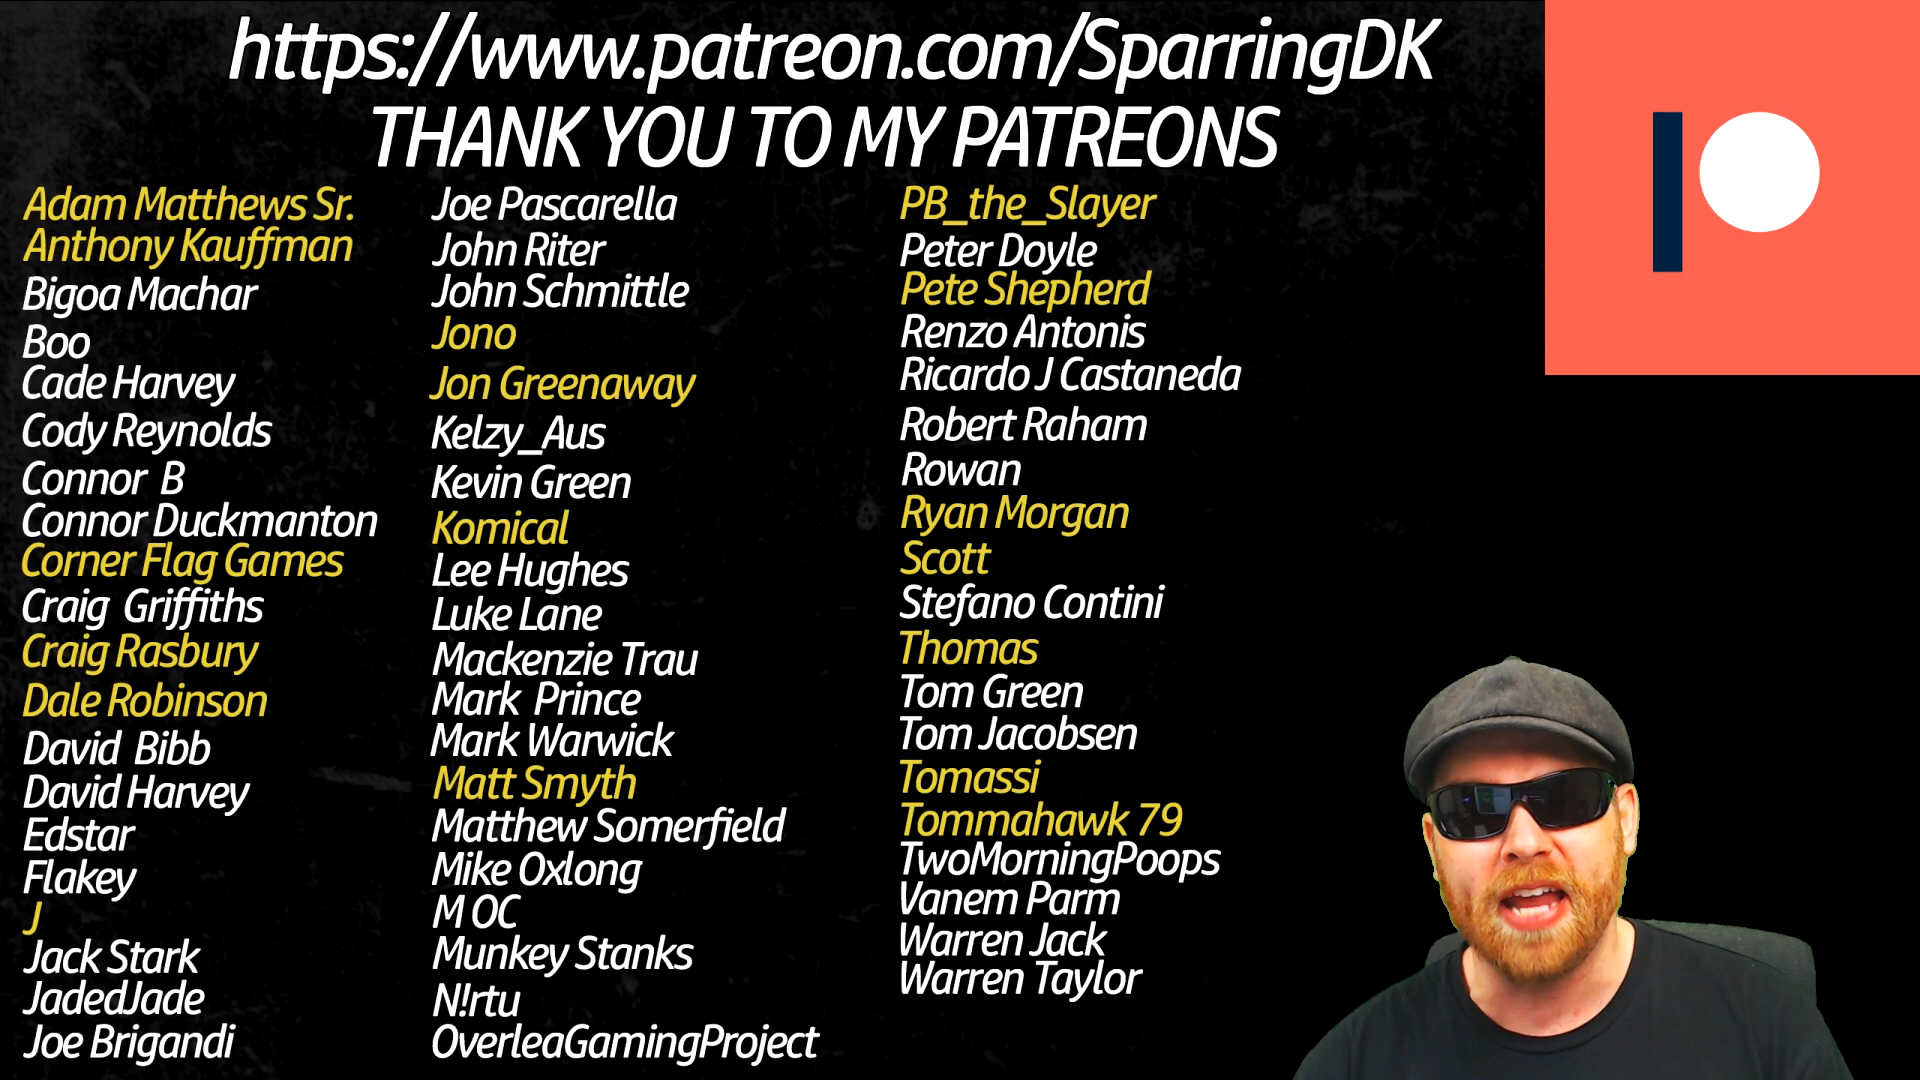 https://www.patreon.com/SparringDK
THANK YOU TO MY PATREONS
Adam Matthews Sr.
Anthony Kauffman
Bigoa Machar
Boo
Cade Harvey
Cody Reynolds
Connor B
Connor Duckmanton
Corner Flag Games
Craig Griffiths
Craig Rasbury
Dale Robinson
David Bibb
David Harvey
Edstar
Flakey
J
Jack Stark
JadedJade
Joe Brigandi
Joe Pascarella
John Riter
John Schmittle
Jono
Jon Greenaway
Kelzy_Aus
Kevin Green
Komical
Lee Hughes
Luke Lane
Mackenzie Trau
Mark Prince
Mark Warwick
Matt Smyth
Matthew Somerfield
Mike Oxlong
M OC
Munkey Stanks
N!rtu
OverleaGamingProject
PB_the_Slayer
Peter Doyle
Pete Shepherd
Renzo Antonis
Ricardo J Castaneda
Robert Raham
Rowan
Ryan Morgan
Scott
Stefano Contini
Thomas
Tom Green
Tom Jacobsen
Tomassi
Tommahawk 79
TwoMorningPoops
Vanem Parm
Warren Jack
Warren Taylor